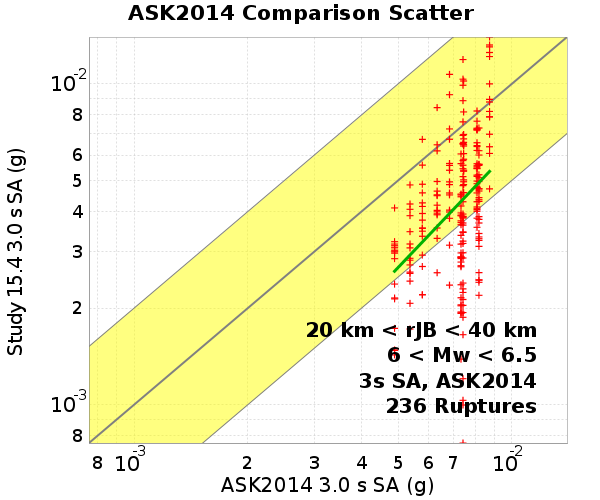 ASK2014 Comparison Scatter
Study 15.4 3.0 s SA (g)
10-2
8
6
5
4
3
2
10-3
8
20 km < rJB < 40 km
6 < Mw < 6.5
3s SA, ASK2014
236 Ruptures
8 10-3 2 3 4 5 6 7 10-2
ASK2014 3.0 s SA (g)